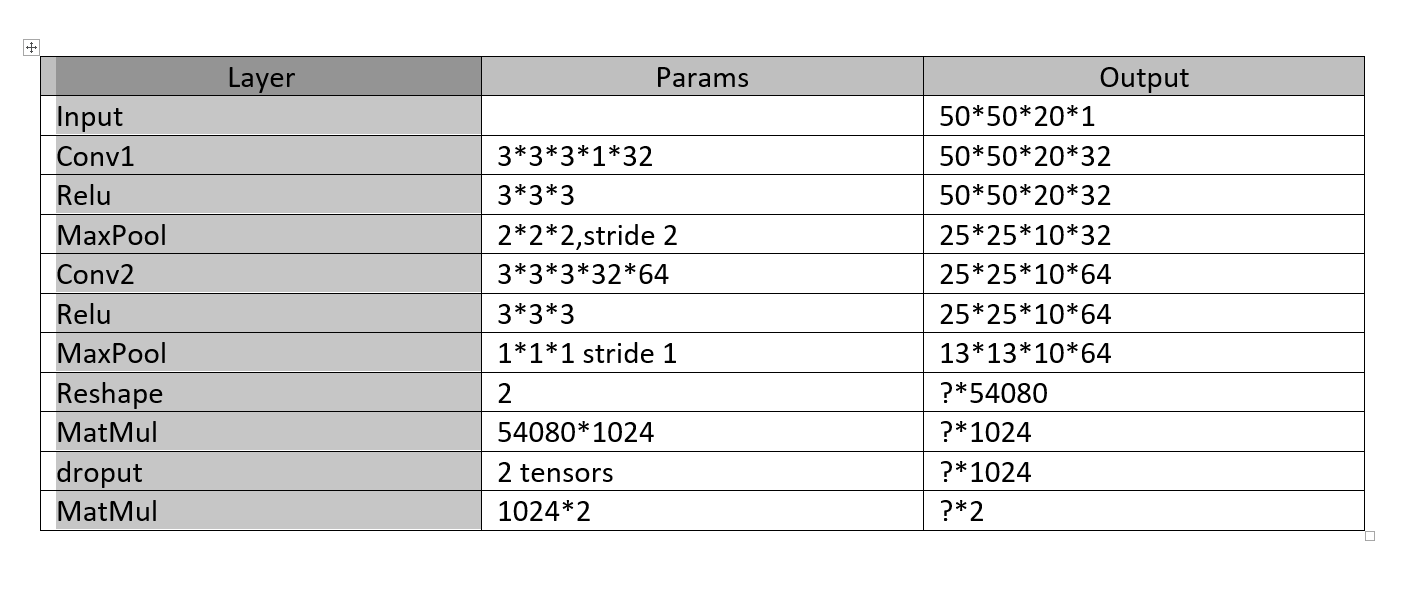 Layer Params Output
Input 50*50*20*1
Conv1 3*3*3*1*32 50*50*20*32
Relu 3*3*3 50*50*20*32
MaxPool 2*2*2,stride 2 25*25*10*32
Conv2 3*3*3*32*64 25*25*10*64
Relu 3*3*3 25*25*10*64
MaxPool 1*1*1 stride 1 13*13*10*64
Reshape 2 ?*54080
MatMul 54080*1024 ?*1024
droput 2 tensors ?*1024
MatMul 1024*2 ?*2